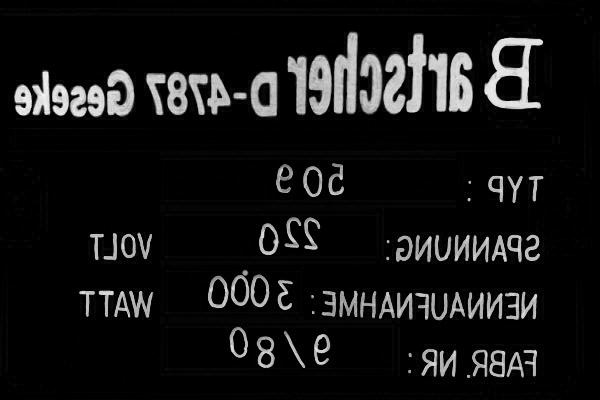 Bartscher D-4787 Geseke
TYP : 509
SPANNUNG: 220 VOLT
NENNAUFNAHME: 3000 WATT
FABR. NR: 9/80